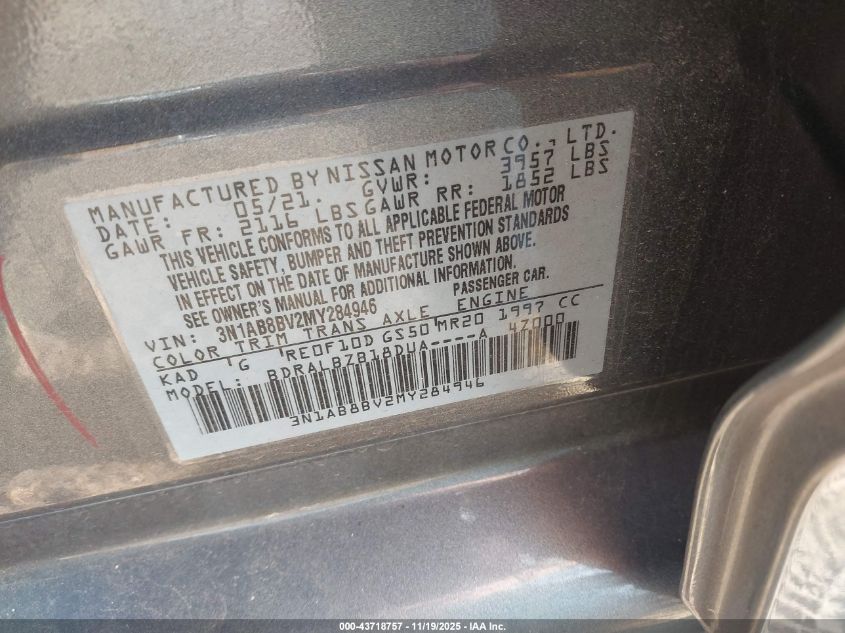 MANUFACTURED BY NISSAN MOTOR CO., LTD.
DATE: 05/21. GVWR: 3957 LBS
GAWR FR: 2116 LBS GAWR RR: 1852 LBS
THIS VEHICLE CONFORMS TO ALL APPLICABLE FEDERAL MOTOR
VEHICLE SAFETY, BUMPER AND THEFT PREVENTION STANDARDS
IN EFFECT ON THE DATE OF MANUFACTURE SHOWN ABOVE.
SEE OWNER'S MANUAL FOR ADDITIONAL INFORMATION.
VIN: 3N1AB8BV2MY284946 PASSENGER CAR.
COLOR TRIM TRANS AXLE ENGINE
KAD G RE0F10D GS50 MR20 1997 CC
MODEL: BDRALBZB18DUA----A 4Z000
3N1AB8BV2MY284946
000-43718757 - 11/19/2025 - IAA Inc.